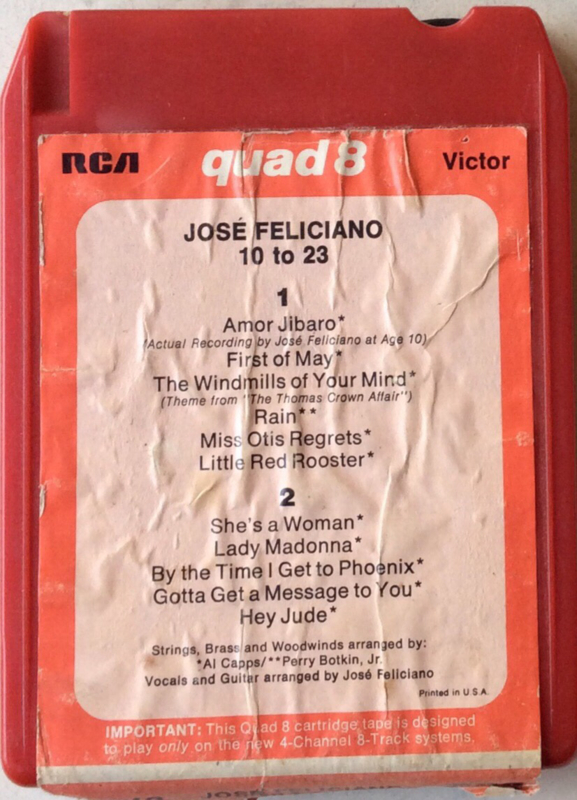 RCA quad 8 Victor
JOSÉ FELICIANO
10 to 23
1
Amor Jibaro*
(Actual Recording by José Feliciano at Age 10)
First of May*
The Windmills of Your Mind*
(Theme from "The Thomas Crown Affair")
Rain**
Miss Otis Regrets*
Little Red Rooster*
2
She's a Woman*
Lady Madonna*
By the Time I Get to Phoenix*
Gotta Get a Message to You*
Hey Jude*
Strings, Brass and Woodwinds arranged by:
*Al Capps/**Perry Botkin, Jr.
Vocals and Guitar arranged by José Feliciano
Printed in U.S.A.
IMPORTANT: This Quad 8 cartridge tape is designed
to play only on the new 4-Channel 8-Track systems.
JOSE FELICIANO